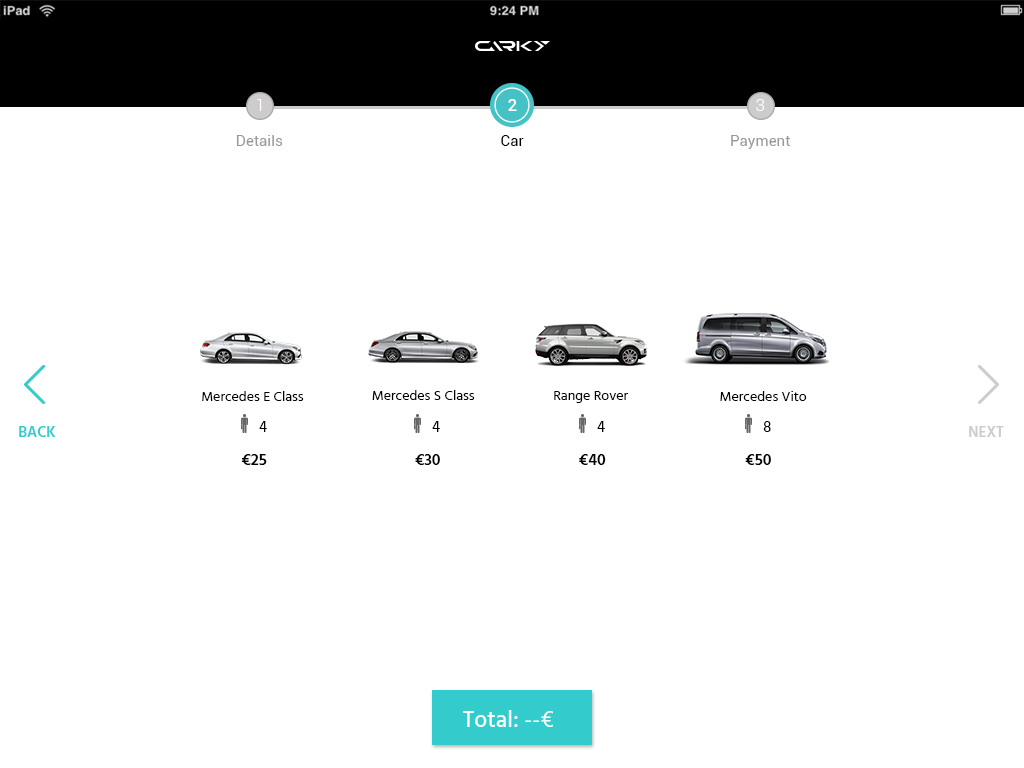 iPad 9:24 PM
CARKY
1 2 3
Details Car Payment
Mercedes E Class Mercedes S Class Range Rover Mercedes Vito
4 4 4 8
BACK NEXT
€25 €30 €40 €50
Total: --€